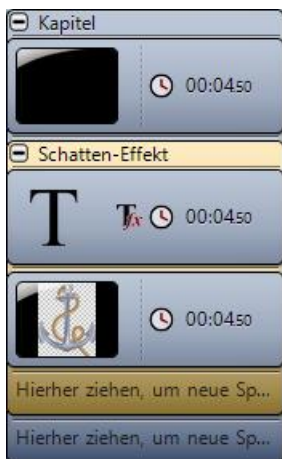 Kapitel
00:04.50
Schatten-Effekt
T Tfx 00:04.50
00:04.50
Hierher ziehen, um neue Sp...
Hierher ziehen, um neue Sp...